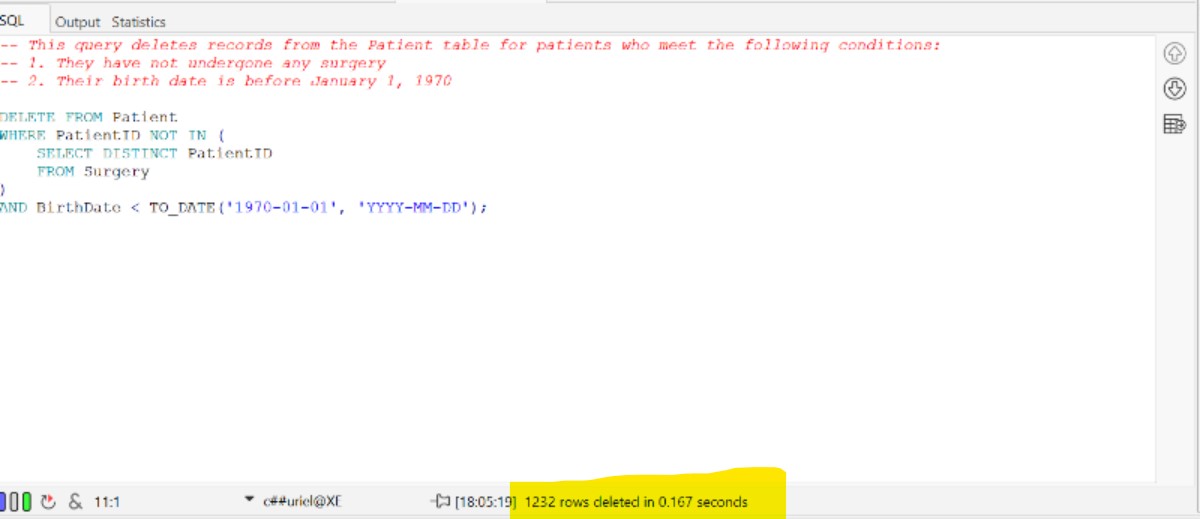 SQL Output Statistics
-- This query deletes records from the Patient table for patients who meet the following conditions:
-- 1. They have not undergone any surgery
-- 2. Their birth date is before January 1, 1970
DELETE FROM Patient
WHERE PatientID NOT IN (
SELECT DISTINCT PatientID
FROM Surgery
)
AND BirthDate < TO_DATE('1970-01-01', 'YYYY-MM-DD');
& 11:1 c##uriel@XE [18:05:19] 1232 rows deleted in 0.167 seconds